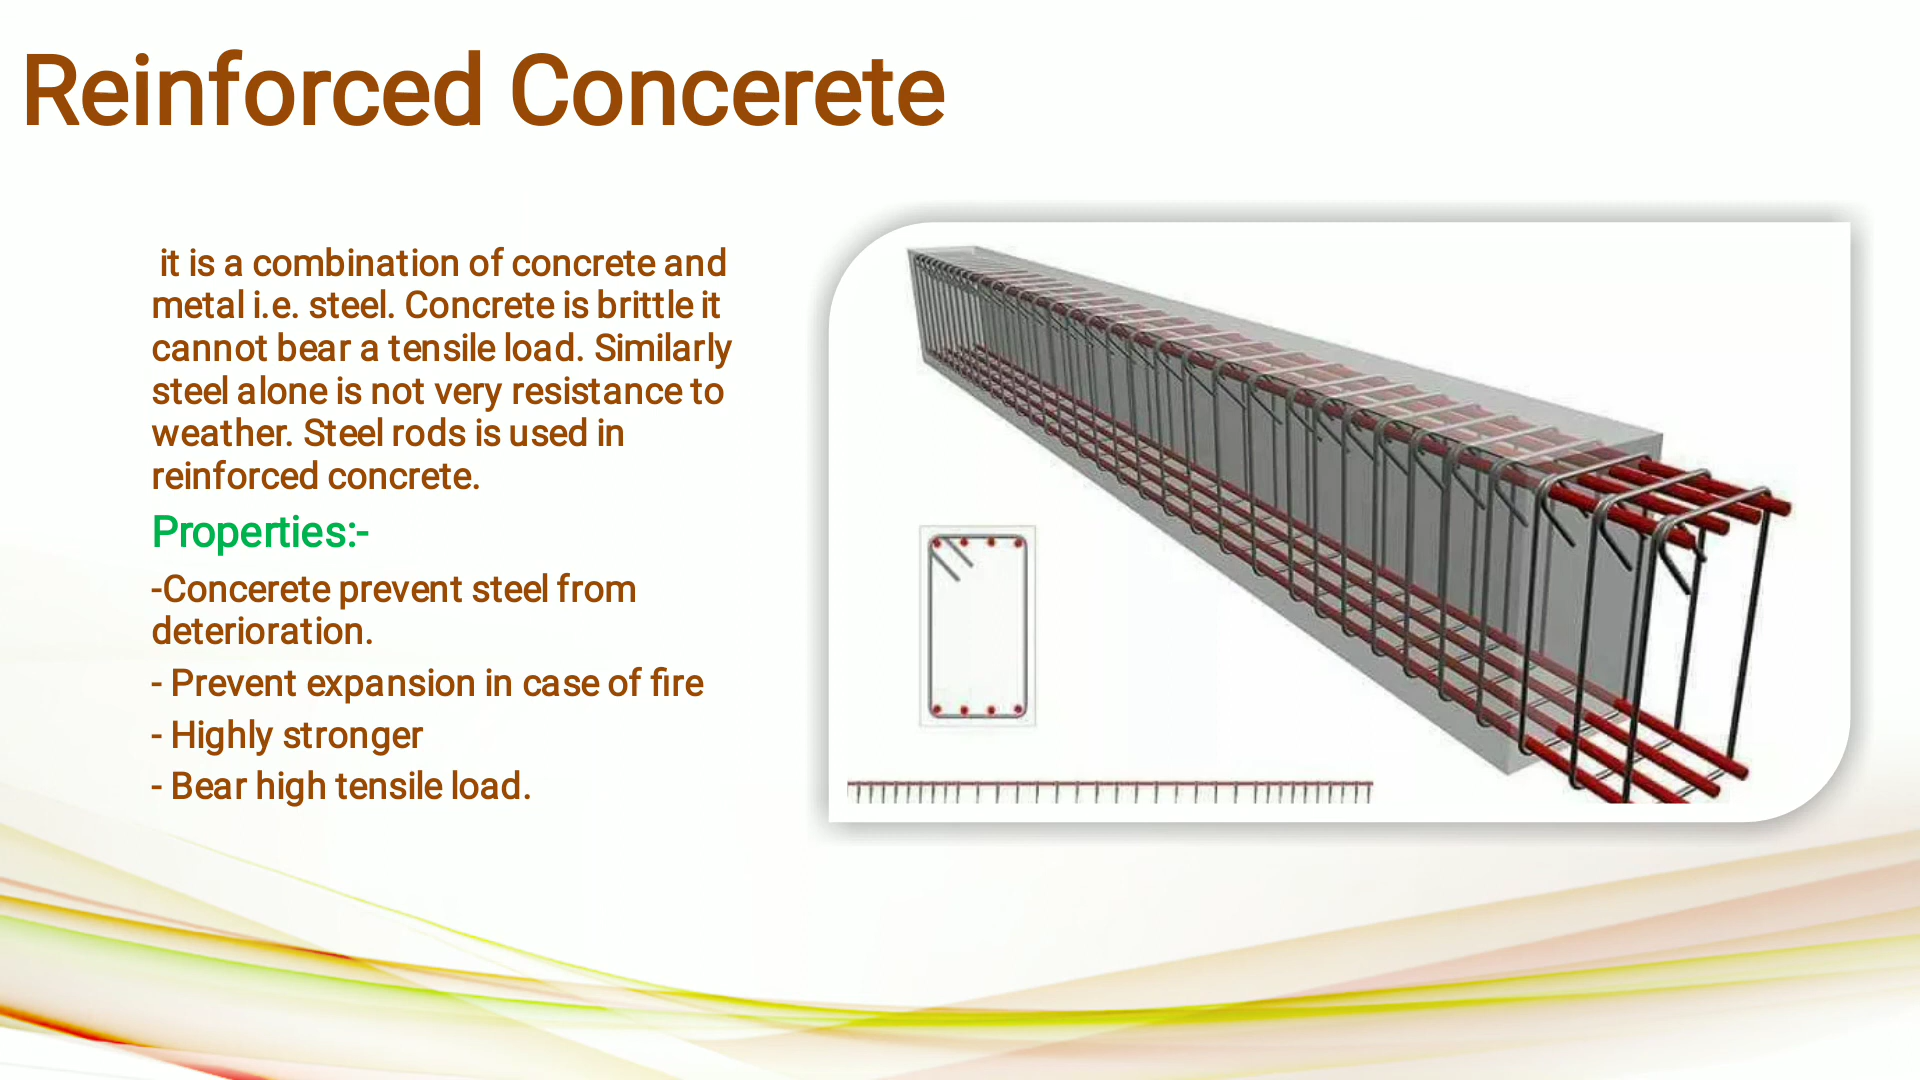 Reinforced Concerete
it is a combination of concrete and
metal i.e. steel. Concrete is brittle it
cannot bear a tensile load. Similarly
steel alone is not very resistance to
weather. Steel rods is used in
reinforced concrete.
Properties:-
-Concerete prevent steel from
deterioration.
- Prevent expansion in case of fire
- Highly stronger
- Bear high tensile load.